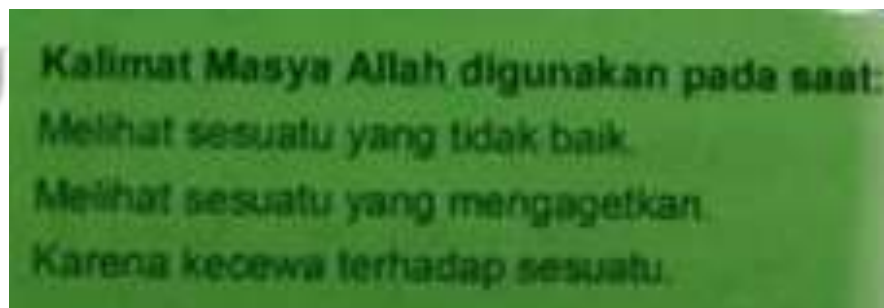 Kalimat Masya Allah digunakan pada saat:
Melihat sesuatu yang tidak baik.
Melihat sesuatu yang mengagetkan.
Karena kecewa terhadap sesuatu.